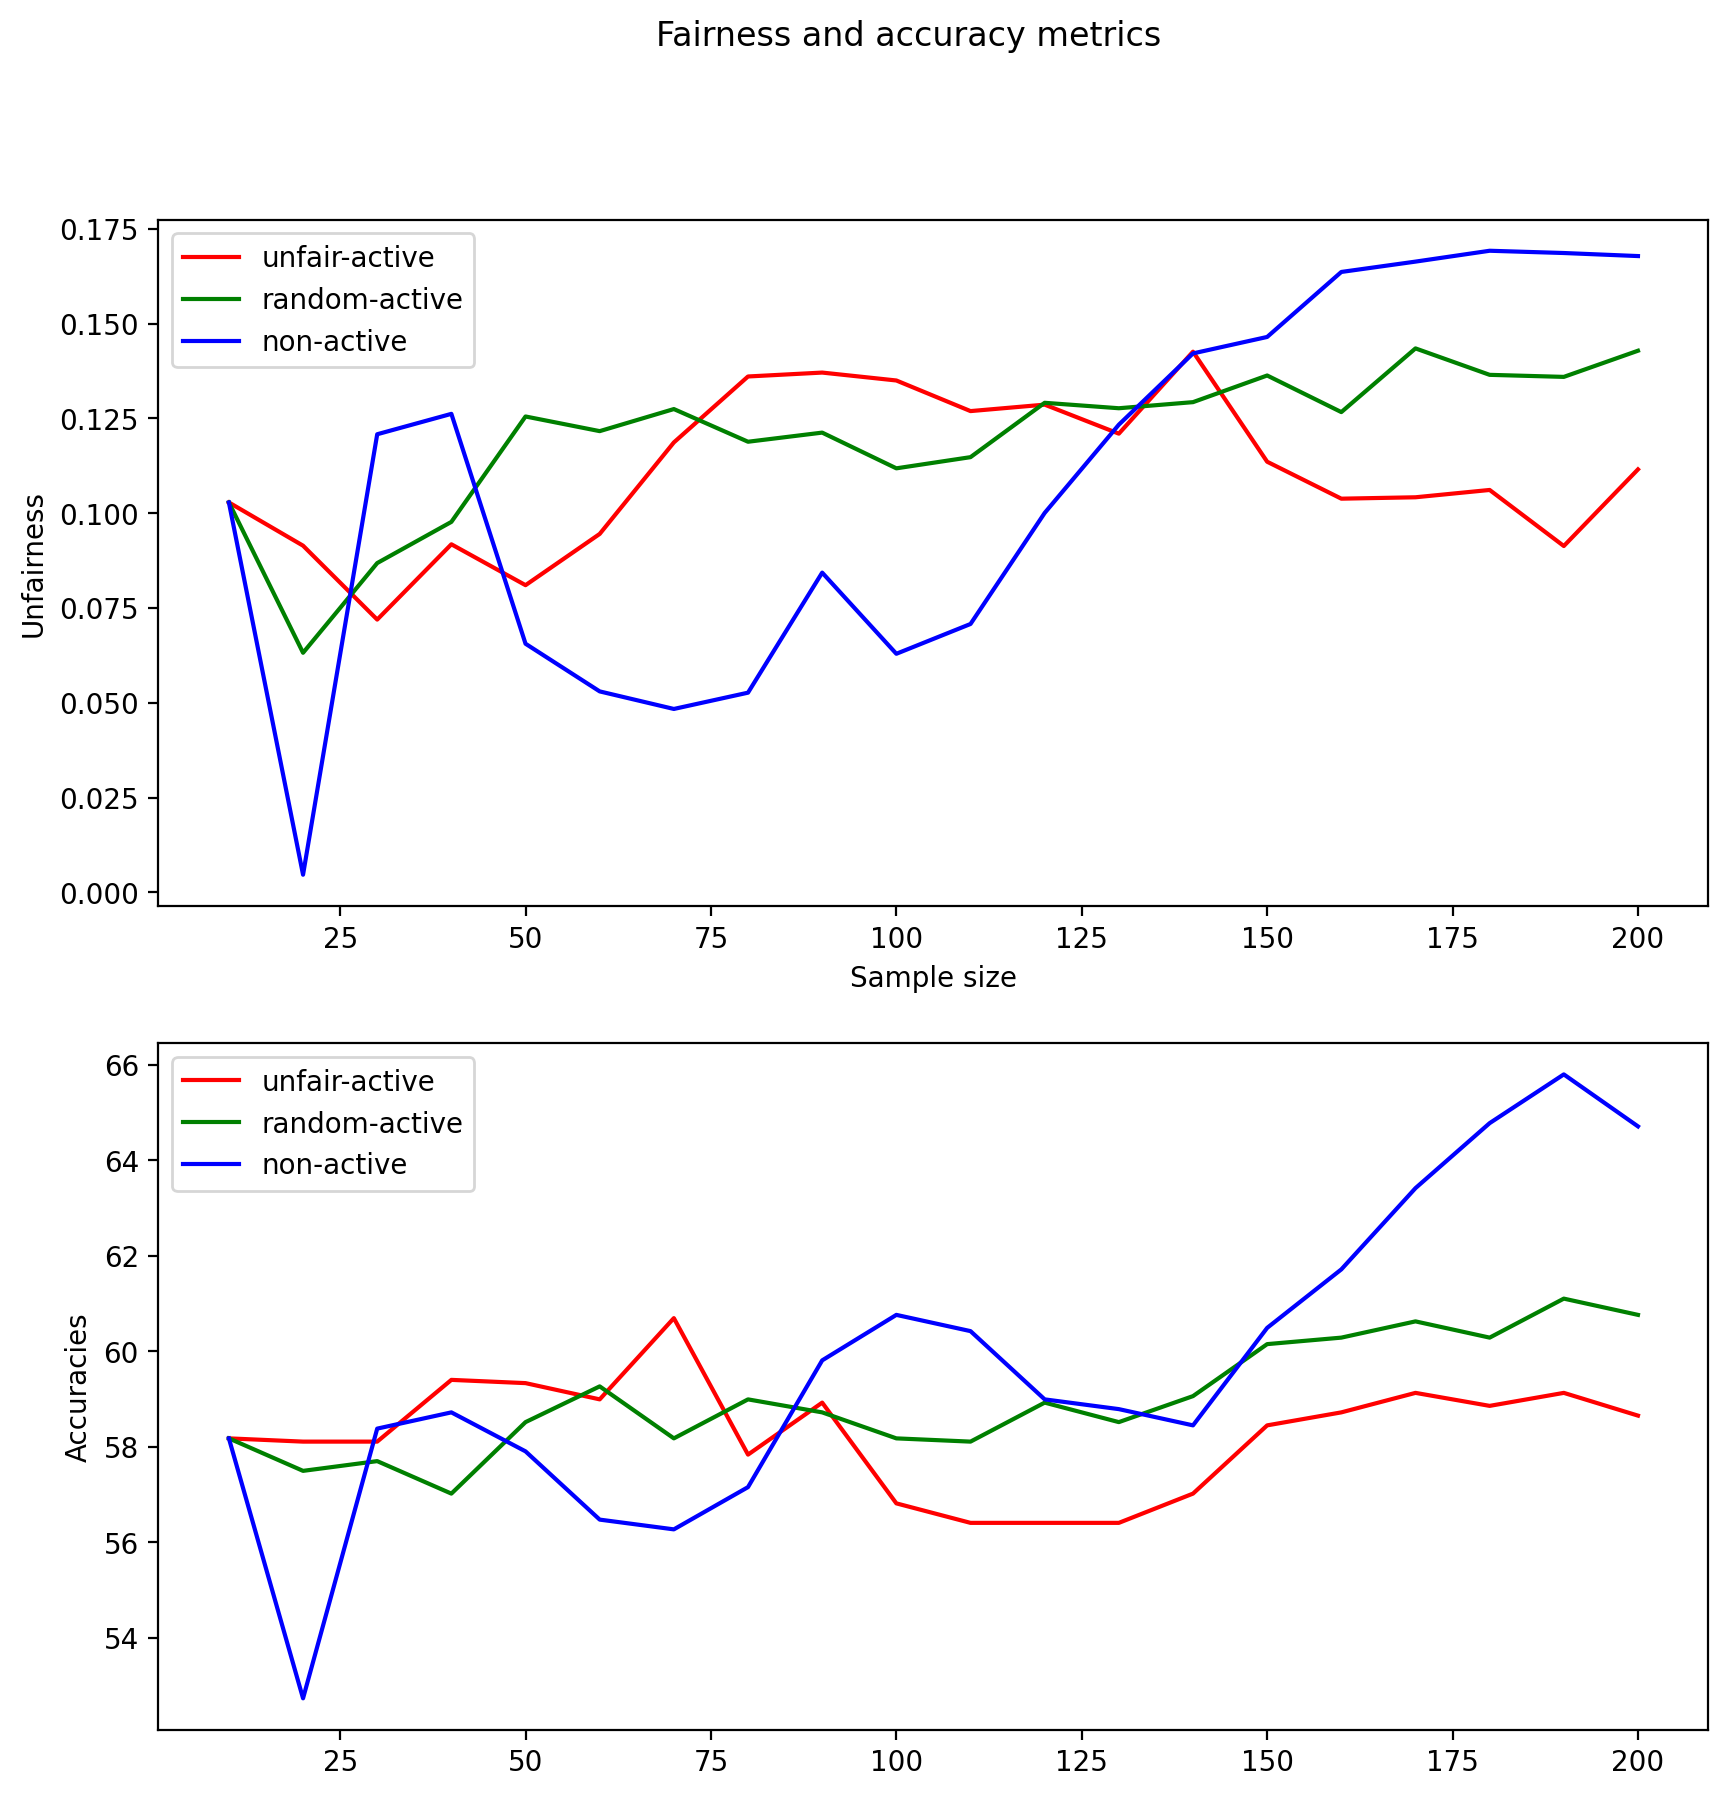 Fairness and accuracy metrics
0.175
0.150
0.125
0.100
0.075
0.050
0.025
0.000
Unfairness
unfair-active
random-active
non-active
25 50 75 100 125 150 175 200
Sample size
66
64
62
60
58
56
54
Accuracies
unfair-active
random-active
non-active
25 50 75 100 125 150 175 200